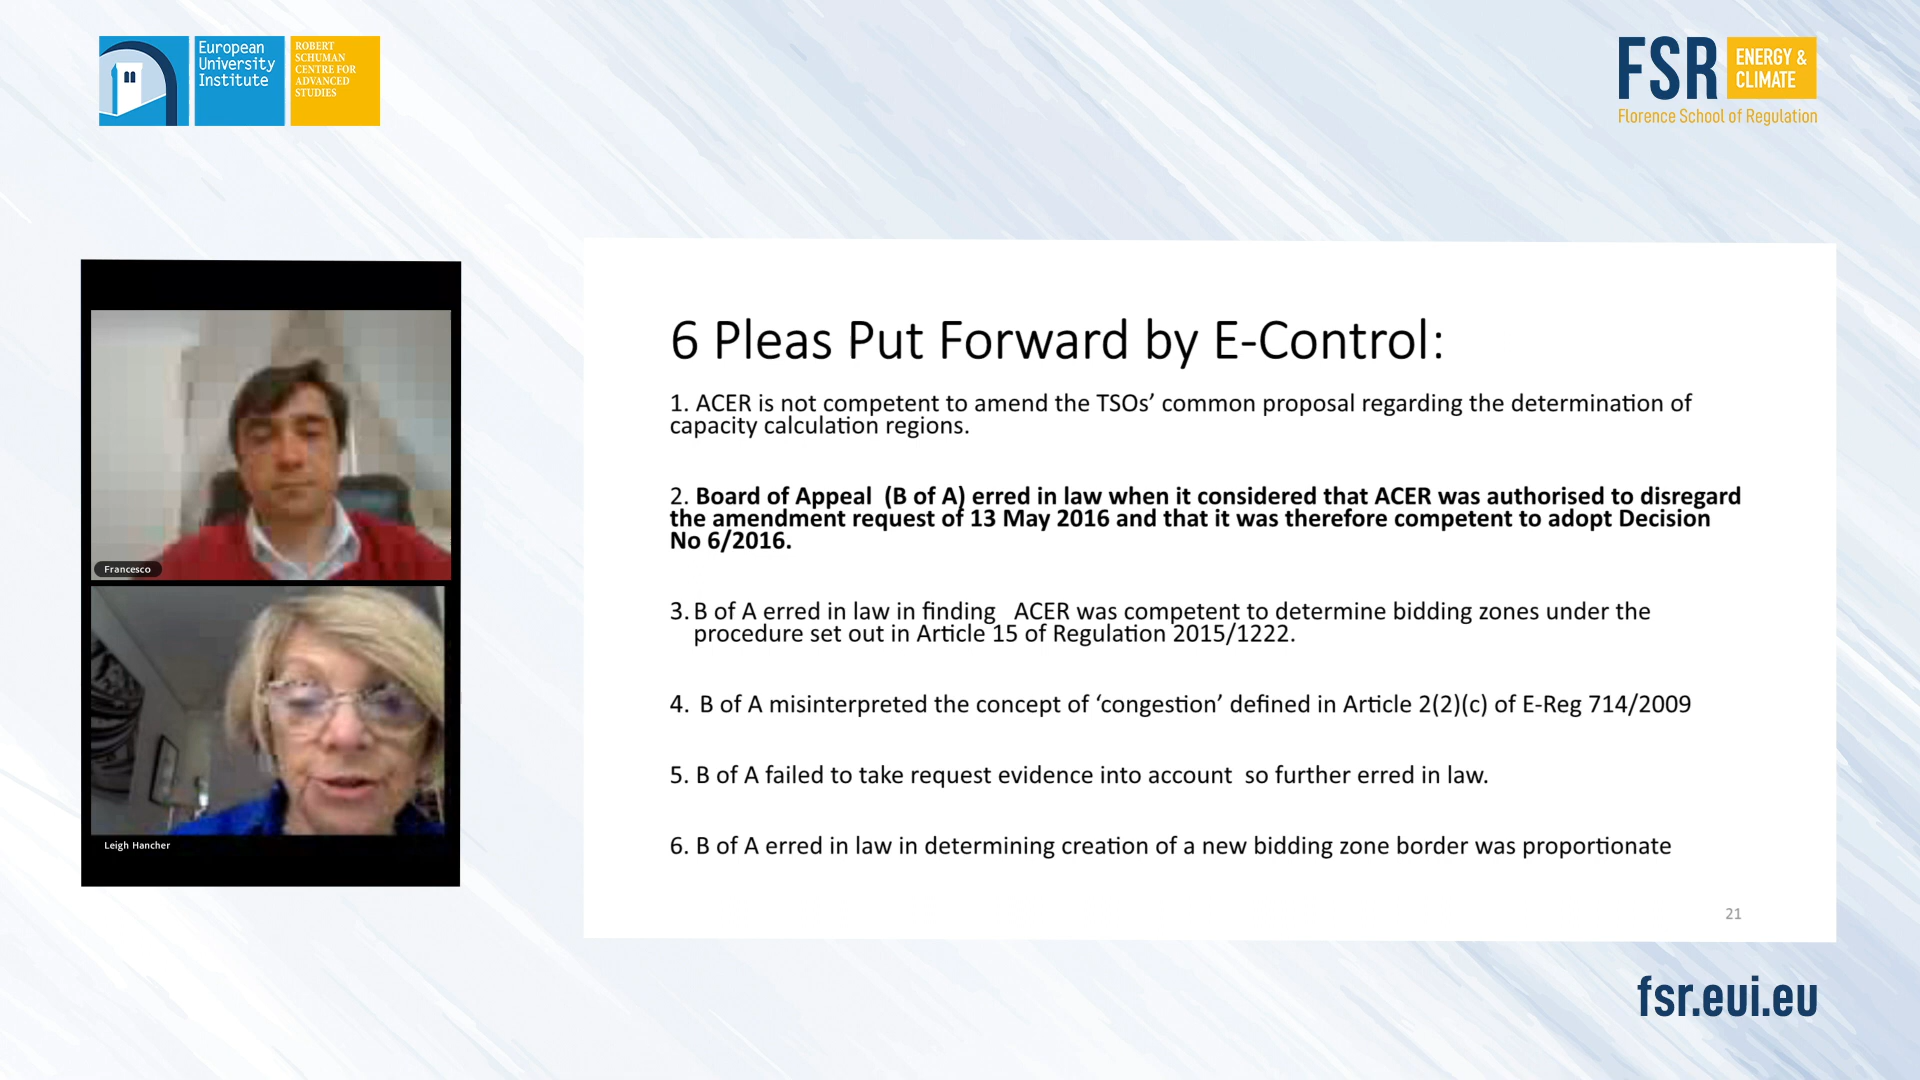 European
University
Institute
ROBERT
SCHUMAN
CENTRE FOR
ADVANCED
STUDIES
FSR
ENERGY &
CLIMATE
Florence School of Regulation
Francesco
Leigh Hancher
6 Pleas Put Forward by E-Control:
1. ACER is not competent to amend the TSOs’ common proposal regarding the determination of
capacity calculation regions.
2. Board of Appeal (B of A) erred in law when it considered that ACER was authorised to disregard
the amendment request of 13 May 2016 and that it was therefore competent to adopt Decision
No 6/2016.
3. B of A erred in law in finding ACER was competent to determine bidding zones under the
procedure set out in Article 15 of Regulation 2015/1222.
4. B of A misinterpreted the concept of ‘congestion’ defined in Article 2(2)(c) of E-Reg 714/2009
5. B of A failed to take request evidence into account so further erred in law.
6. B of A erred in law in determining creation of a new bidding zone border was proportionate
21
fsr.eui.eu